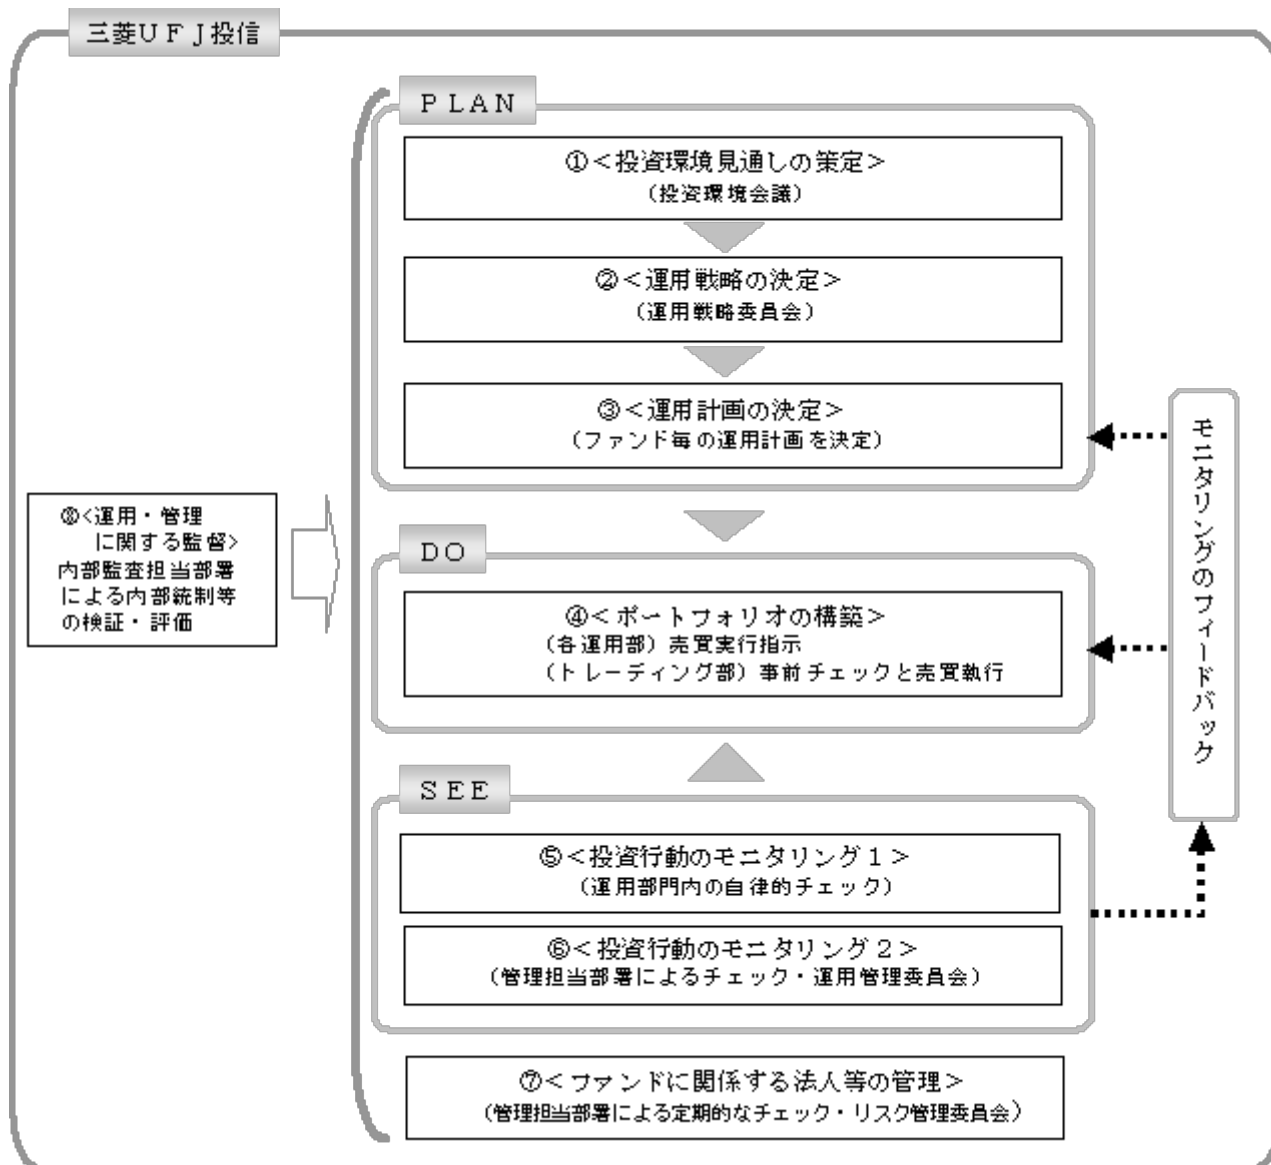 三菱ＵＦＪ投信
ＰＬＡＮ
①＜投資環境見通しの策定＞
（投資環境会議）
②＜運用戦略の決定＞
（運用戦略委員会）
③＜運用計画の決定＞
（ファンド毎の運用計画を決定）
⑧<運用・管理
に関する監督>
内部監査担当部署
による内部統制等
の検証・評価
ＤＯ
④＜ポートフォリオの構築＞
（各運用部）売買実行指示
（トレーディング部）事前チェックと売買執行
ＳＥＥ
⑤＜投資行動のモニタリング１＞
（運用部門内の自律的チェック）
⑥＜投資行動のモニタリング２＞
（管理担当部署によるチェック・運用管理委員会）
⑦＜ファンドに関係する法人等の管理＞
（管理担当部署による定期的なチェック・リスク管理委員会）
モニタリングのフィードバック